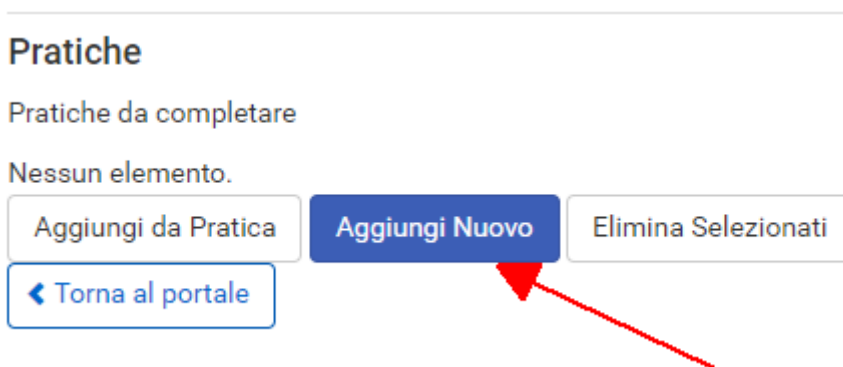 Pratiche
Pratiche da completare
Nessun elemento.
Aggiungi da Pratica Aggiungi Nuovo Elimina Selezionati
Torna al portale